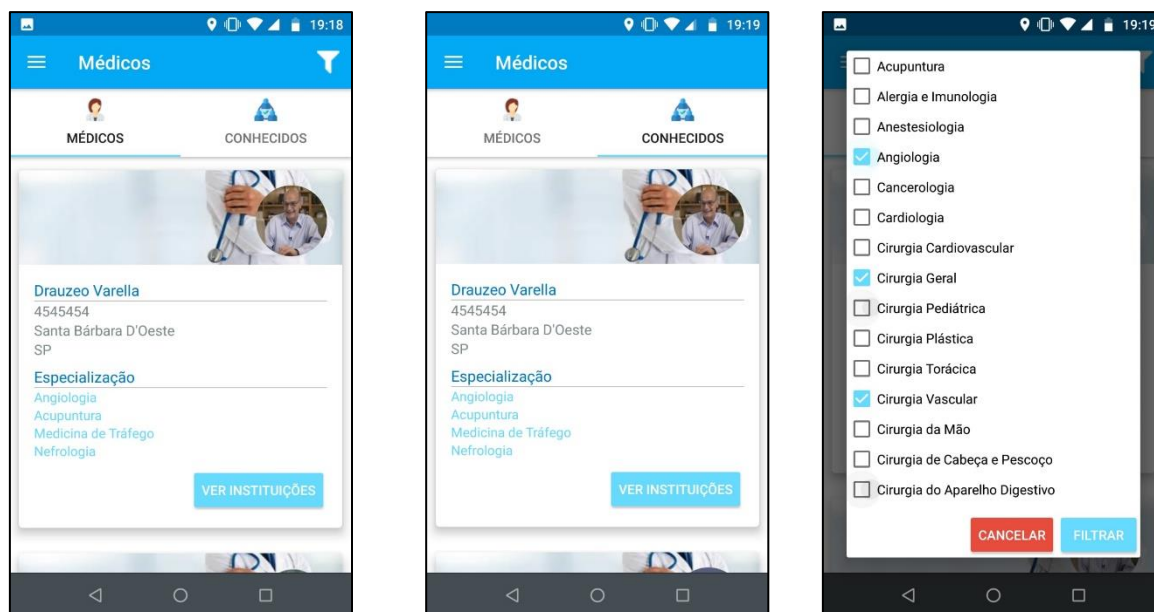 19:18
Médicos
MÉDICOS CONHECIDOS
Drauzeo Varella
4545454
Santa Bárbara D'Oeste
SP
Especialização
Angiologia
Acupuntura
Medicina de Tráfego
Nefrologia
VER INSTITUIÇÕES
19:19
Médicos
MÉDICOS CONHECIDOS
Drauzeo Varella
4545454
Santa Bárbara D'Oeste
SP
Especialização
Angiologia
Acupuntura
Medicina de Tráfego
Nefrologia
VER INSTITUIÇÕES
19:19
Acupuntura
Alergia e Imunologia
Anestesiologia
Angiologia
Cancerologia
Cardiologia
Cirurgia Cardiovascular
Cirurgia Geral
Cirurgia Pediátrica
Cirurgia Plástica
Cirurgia Torácica
Cirurgia Vascular
Cirurgia da Mão
Cirurgia de Cabeça e Pescoço
Cirurgia do Aparelho Digestivo
CANCELAR FILTRAR